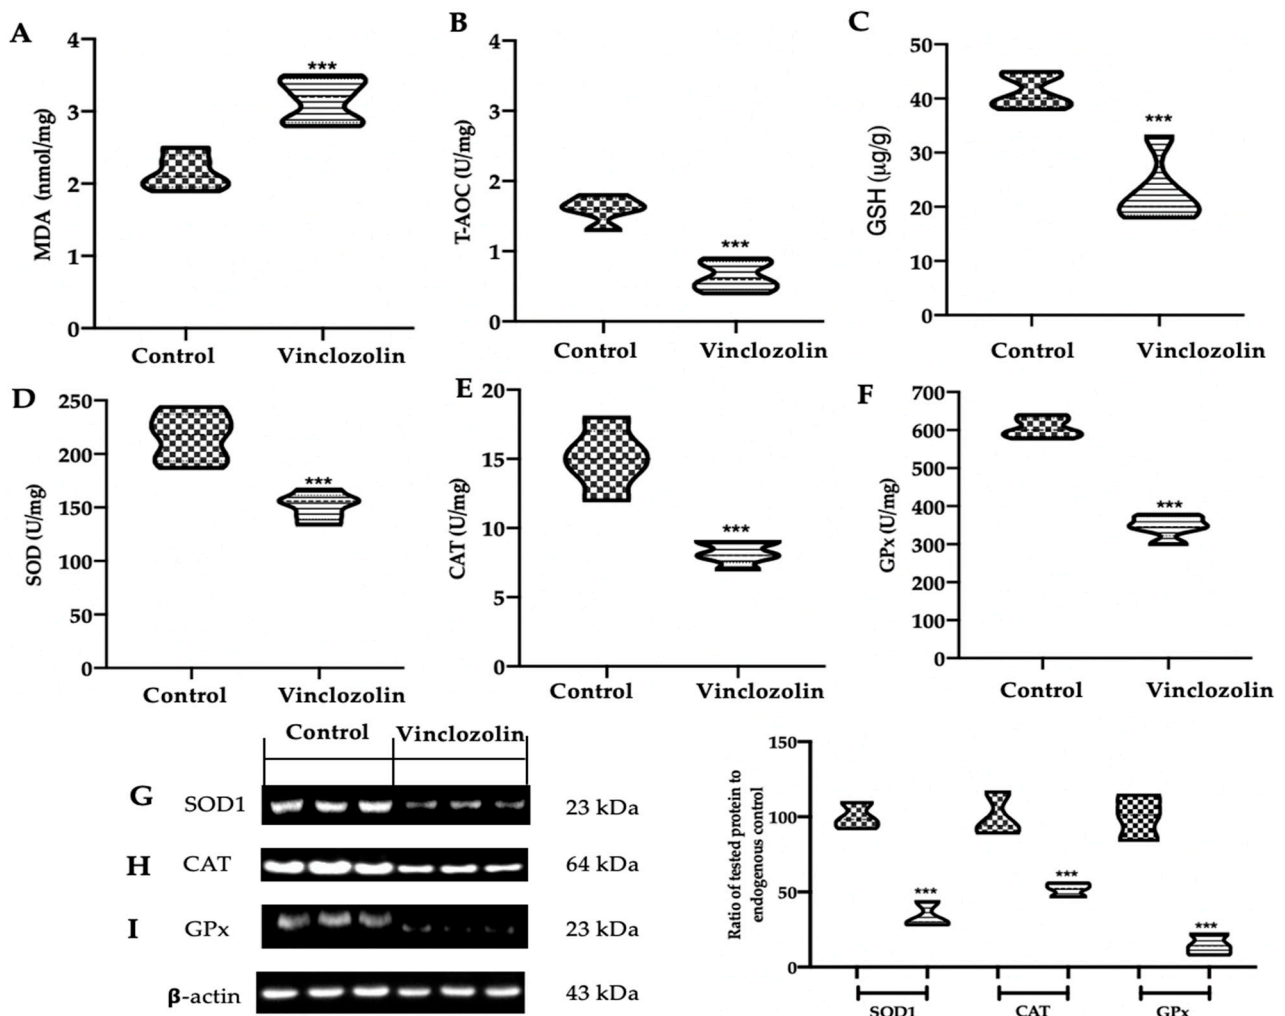 A
MDA (nmol/mg)
4
3
2
1
0
***
Control
Vinclozolin
B
T-AOC (U/mg)
4
3
2
1
0
***
Control
Vinclozolin
C
GSH (µg/g)
50
40
30
20
10
0
***
Control
Vinclozolin
D
SOD (U/mg)
250
200
150
100
50
0
***
Control
Vinclozolin
E
CAT (U/mg)
20
15
10
5
0
***
Control
Vinclozolin
F
GPx (U/mg)
700
600
500
400
300
200
100
0
***
Control
Vinclozolin
Control
Vinclozolin
G SOD1 23 kDa
H CAT 64 kDa
I GPx 23 kDa
β-actin 43 kDa
Ratio of tested protein to
endogenous control
150
100
50
0
***
***
***
SOD1
CAT
GPx